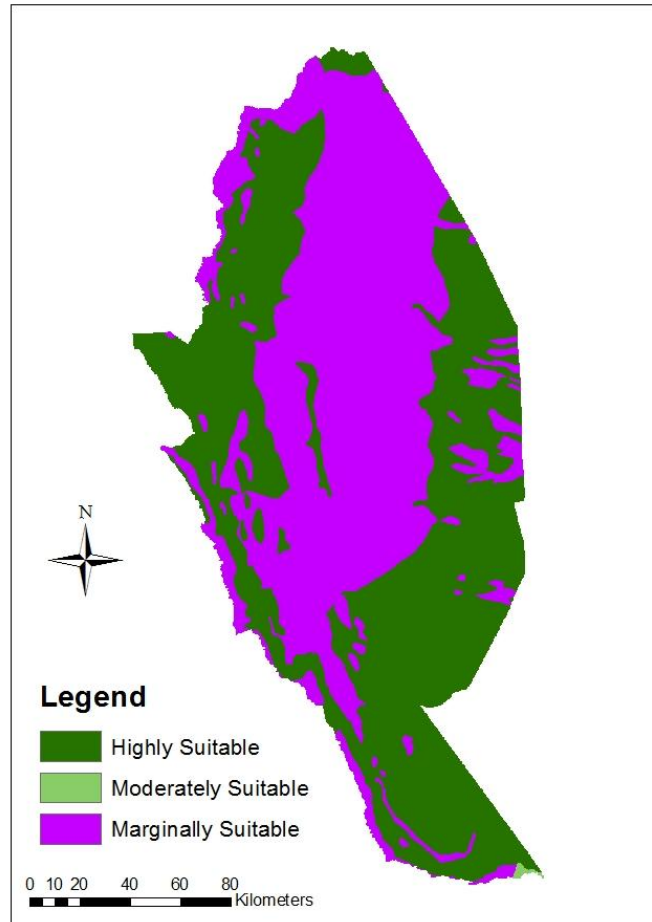 N
Legend
Highly Suitable
Moderately Suitable
Marginally Suitable
0 10 20 40 60 80
Kilometers